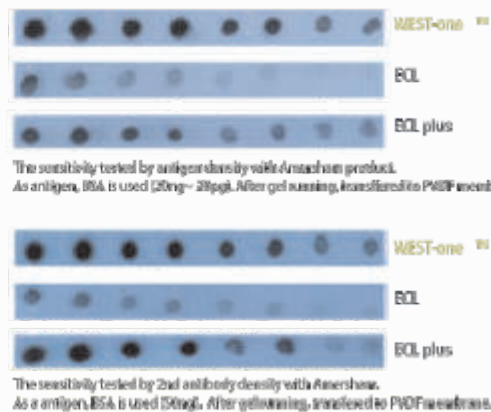 WEST-one ™
ECL
ECL plus
The sensitivity tested by antigen density with Amersham product.
As antigen, BSA is used (20ng~ 28pg). After gel running, transferred to PVDF memb
WEST-one ™
ECL
ECL plus
The sensitivity tested by 2nd antibody density with Amersham.
As a antigen, BSA is used (50ng). After gel running, transferred to PVDF membrane.